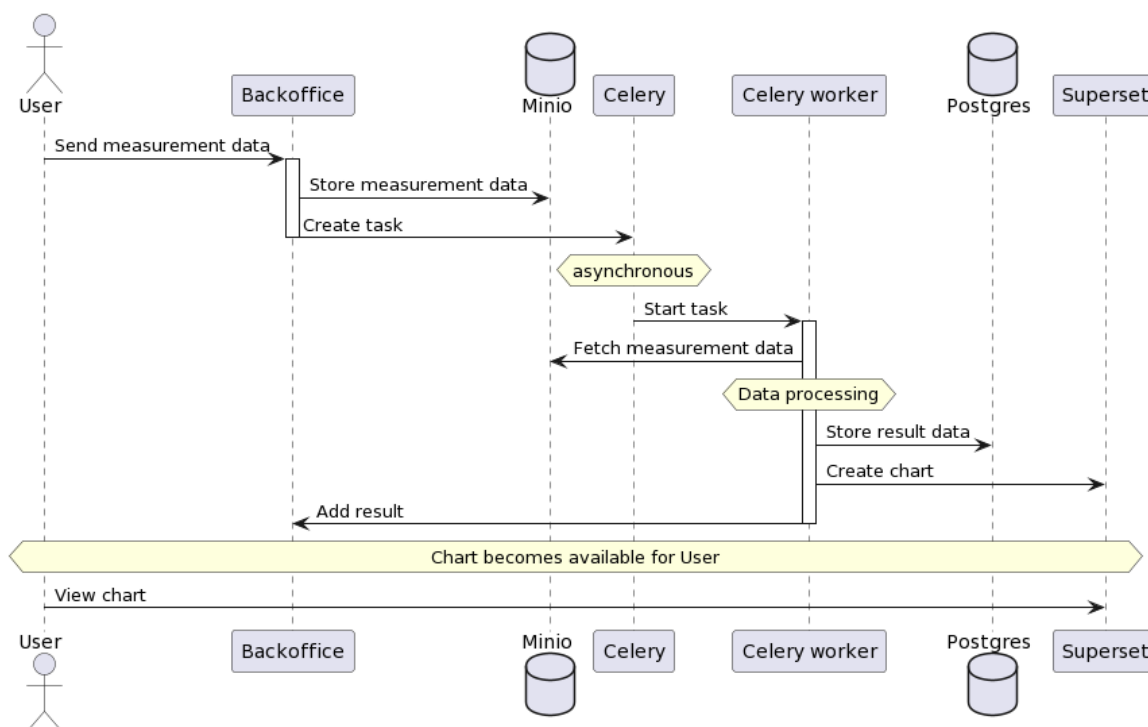 User
Backoffice
Minio
Celery
Celery worker
Postgres
Superset
Send measurement data
Store measurement data
Create task
asynchronous
Start task
Fetch measurement data
Data processing
Store result data
Create chart
Add result
Chart becomes available for User
View chart
User
Backoffice
Minio
Celery
Celery worker
Postgres
Superset